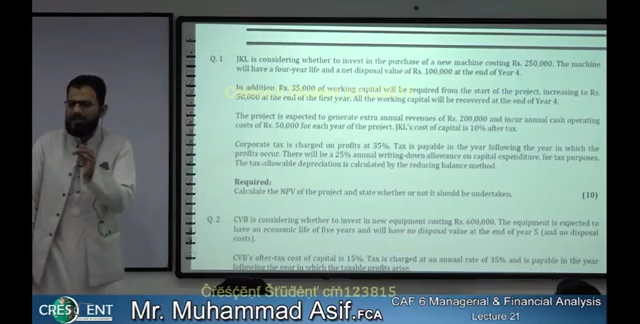 Q. 1 JKL is considering whether to invest in the purchase of a new machine costing Rs. 250,000. The machine
will have a four-year life and a net disposal value of Rs. 100,000 at the end of Year 4.
In addition, Rs. 35,000 of working capital will be required from the start of the project, increasing to Rs.
50,000 at the end of the first year. All the working capital will be recovered at the end of Year 4.
The project is expected to generate extra annual revenues of Rs. 200,000 and incur annual cash operating
costs of Rs. 50,000 for each year of the project. JKL's cost of capital is 10% after tax.
Corporate tax is charged on profits at 35%. Tax is payable in the year following the year in which the
profits occur. There will be a 25% annual writing-down allowance on capital expenditure, for tax purposes.
The tax-allowable depreciation is calculated by the reducing balance method.
Required:
Calculate the NPV of the project and state whether or not it should be undertaken. (10)
Q. 2 CVB is considering whether to invest in new equipment costing Rs. 600,000. The equipment is expected to
have an economic life of five years and will have no disposal value at the end of year 5 (and no disposal
costs).
CVB's after-tax cost of capital is 15%. Tax is charged at an annual rate of 35% and is payable in the year
following the year in which the taxable profits arise.
Čřëşçěñť Šťüđéńť cm̃123815
CRESCENT
Mr. Muhammad Asif.FCA
CAF 6 Managerial & Financial Analysis
Lecture 21